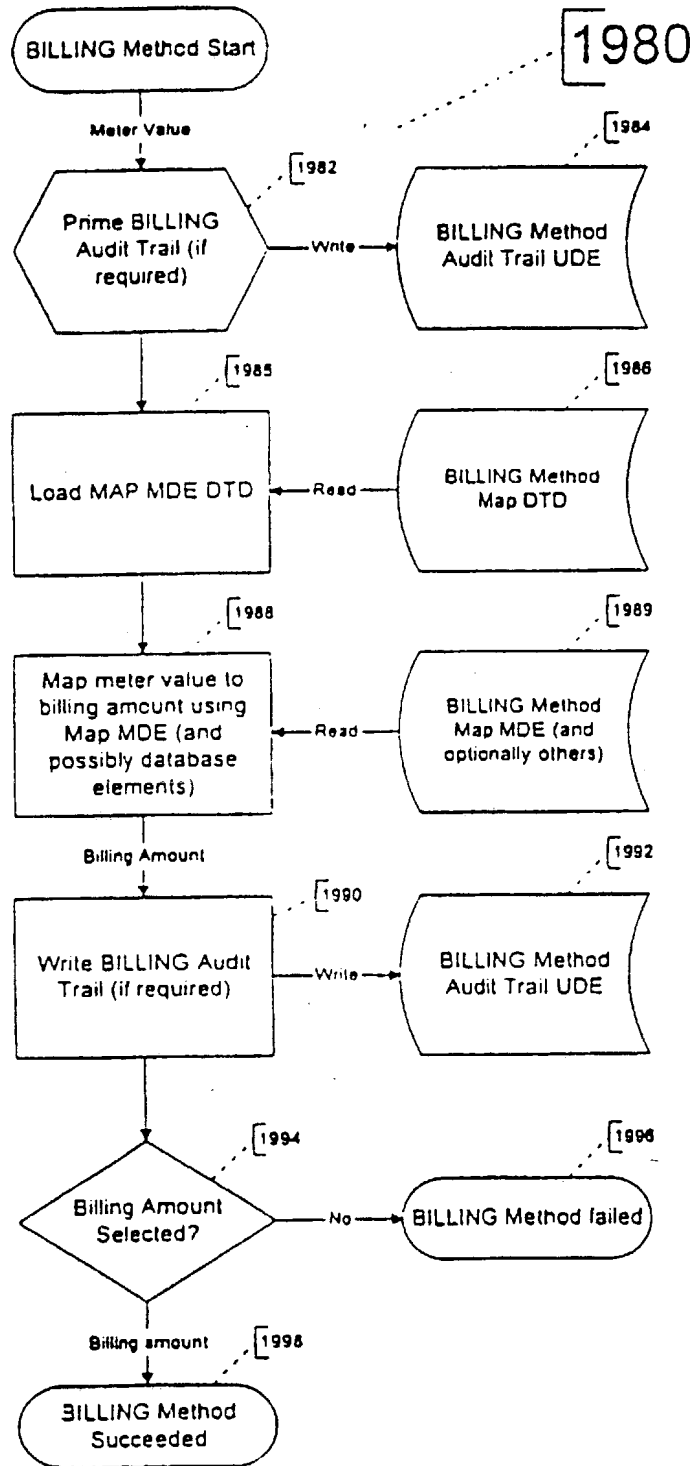 BILLING Method Start
1980
Meter Value
1982
1984
Prime BILLING
Audit Trail (if
required)
Write
BILLING Method
Audit Trail UDE
1985
1986
Load MAP MDE DTD
Read
BILLING Method
Map DTD
1988
1989
Map meter value to
billing amount using
Map MDE (and
possibly database
elements)
Read
BILLING Method
Map MDE (and
optionally others)
Billing Amount
1990
1992
Write BILLING Audit
Trail (if required)
Write
BILLING Method
Audit Trail UDE
1994
1996
Billing Amount
Selected?
No
BILLING Method failed
Billing amount
1998
BILLING Method
Succeeded